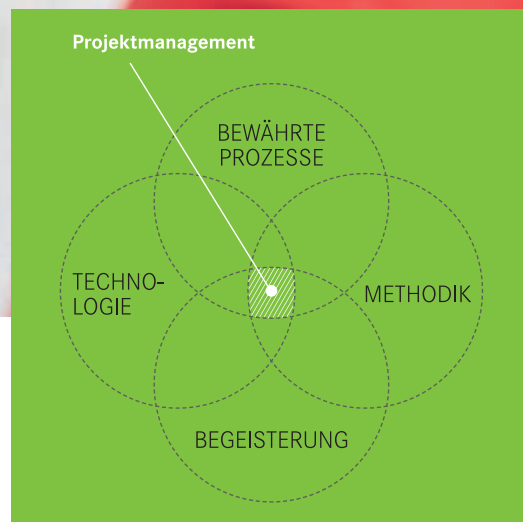 Projektmanagement
BEWÄHRTE
PROZESSE
TECHNO-
LOGIE
METHODIK
BEGEISTERUNG